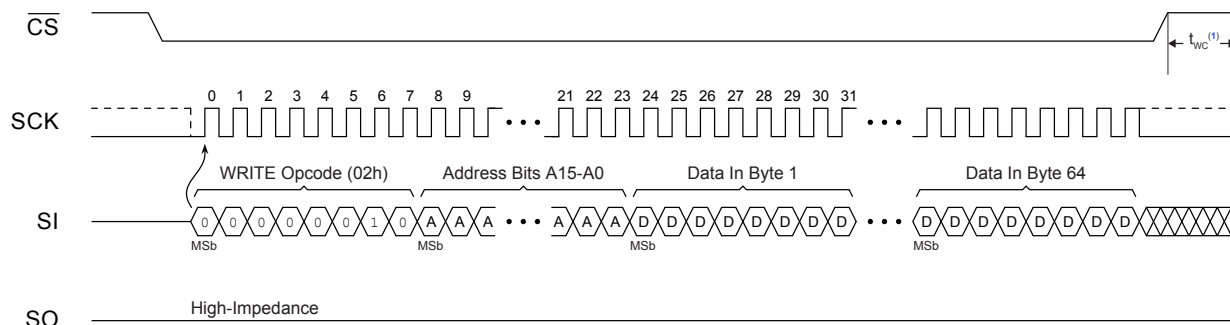 CS
t_WC(1)
SCK
0 1 2 3 4 5 6 7 8 9 • • • 21 22 23 24 25 26 27 28 29 30 31 • • •
WRITE Opcode (02h) Address Bits A15-A0 Data In Byte 1 Data In Byte 64
SI
0 0 0 0 0 0 1 0 A A A • • • A A A D D D D D D D D • • • D D D D D D D D
MSb MSb MSb MSb
High-Impedance
SO